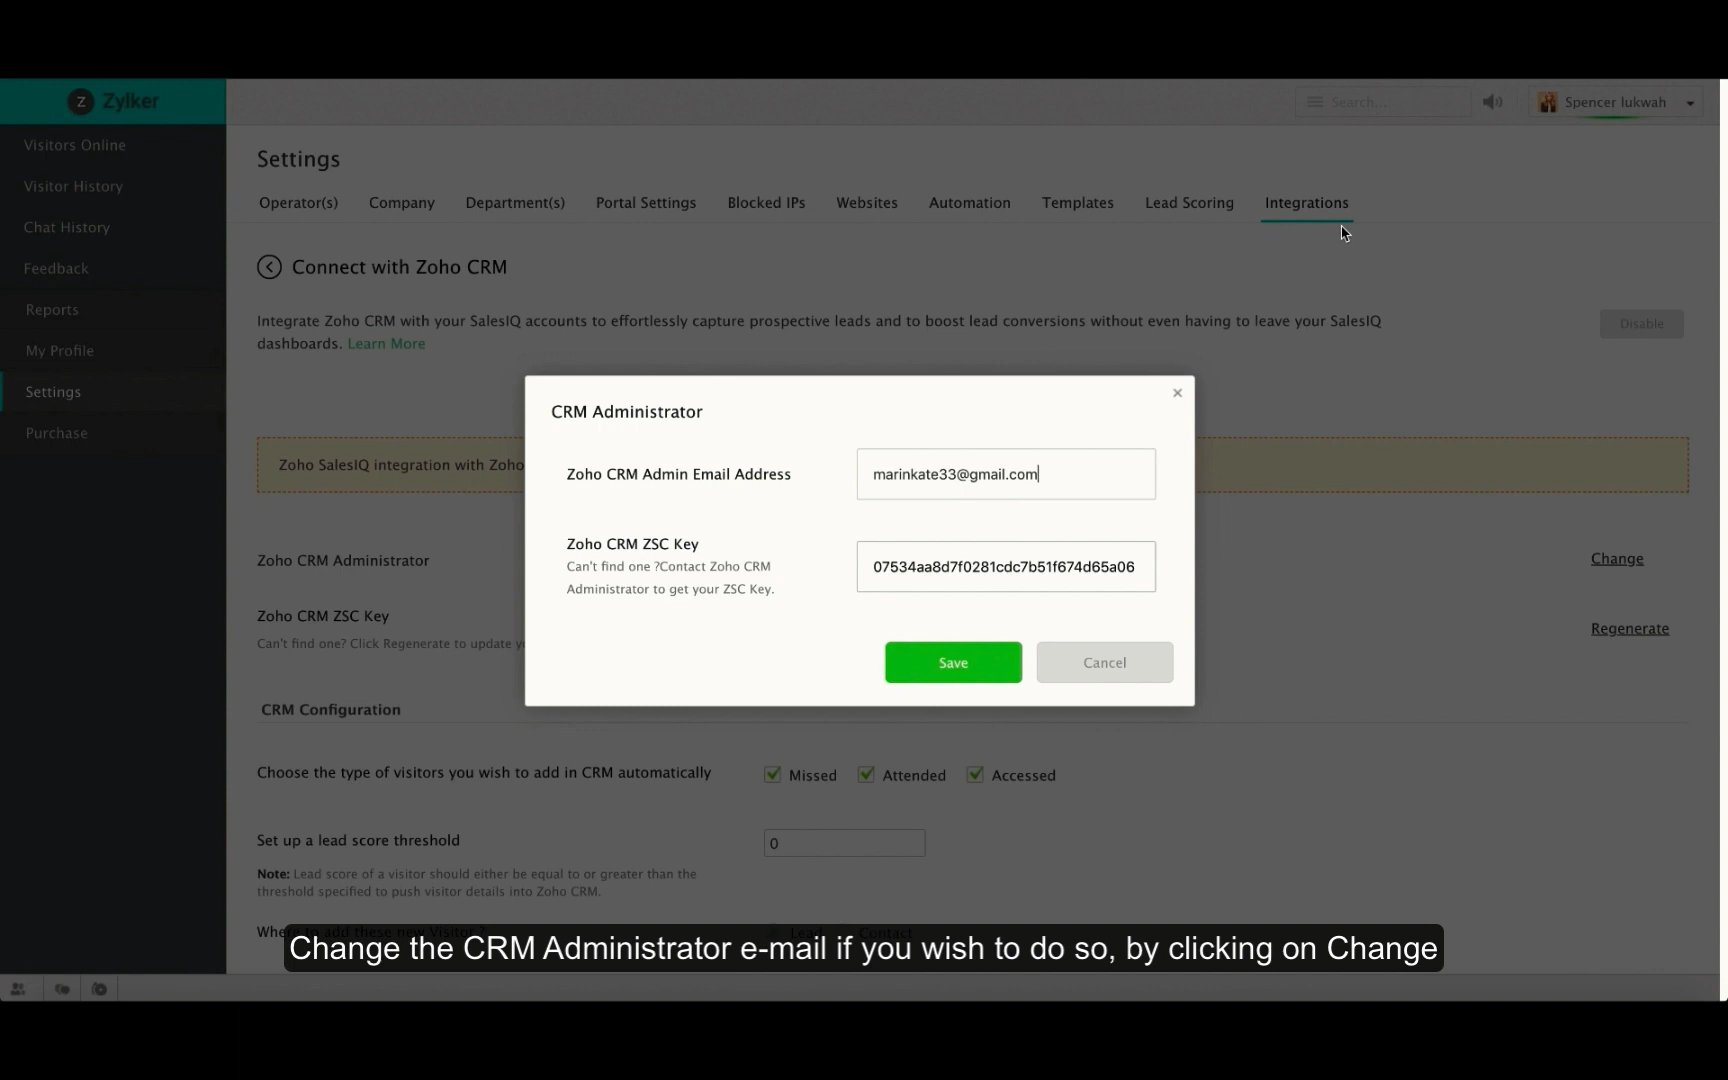 Z Zylker
Search...
Spencer lukwah
Visitors Online
Visitor History
Chat History
Feedback
Reports
My Profile
Settings
Purchase
Settings
Operator(s) Company Department(s) Portal Settings Blocked IPs Websites Automation Templates Lead Scoring Integrations
Connect with Zoho CRM
Integrate Zoho CRM with your SalesIQ accounts to effortlessly capture prospective leads and to boost lead conversions without even having to leave your SalesIQ
dashboards. Learn More
Disable
Zoho SalesIQ integration with Zoho
CRM Administrator
×
Zoho CRM Admin Email Address
marinkate33@gmail.com
Zoho CRM ZSC Key
Can't find one ?Contact Zoho CRM
Administrator to get your ZSC Key.
07534aa8d7f0281cdc7b51f674d65a06
Save Cancel
Zoho CRM Administrator
Change
Zoho CRM ZSC Key
Can't find one? Click Regenerate to update
Regenerate
CRM Configuration
Choose the type of visitors you wish to add in CRM automatically
Missed Attended Accessed
Set up a lead score threshold
0
Note: Lead score of a visitor should either be equal to or greater than the
threshold specified to push visitor details into Zoho CRM.
Where to add these new Visitor ? Lead Contact
Change the CRM Administrator e-mail if you wish to do so, by clicking on Change